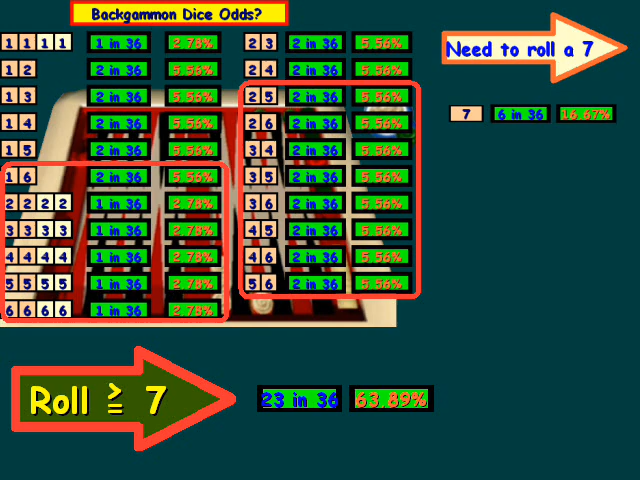 Backgammon Dice Odds?
1 1 1 1 1 in 36 2.78% 2 3 2 in 36 5.56%
Need to roll a 7
1 2 2 in 36 5.56% 2 4 2 in 36 5.56%
1 3 2 in 36 5.56% 2 5 2 in 36 5.56%
7 6 in 36 16.67%
1 4 2 in 36 5.56% 2 6 2 in 36 5.56%
1 5 2 in 36 5.56% 3 4 2 in 36 5.56%
1 6 2 in 36 5.56% 3 5 2 in 36 5.56%
2 2 2 2 1 in 36 2.78% 3 6 2 in 36 5.56%
3 3 3 3 1 in 36 2.78% 4 5 2 in 36 5.56%
4 4 4 4 1 in 36 2.78% 4 6 2 in 36 5.56%
5 5 5 5 1 in 36 2.78% 5 6 2 in 36 5.56%
6 6 6 6 1 in 36 2.78%
Roll ≧ 7 23 in 36 63.89%